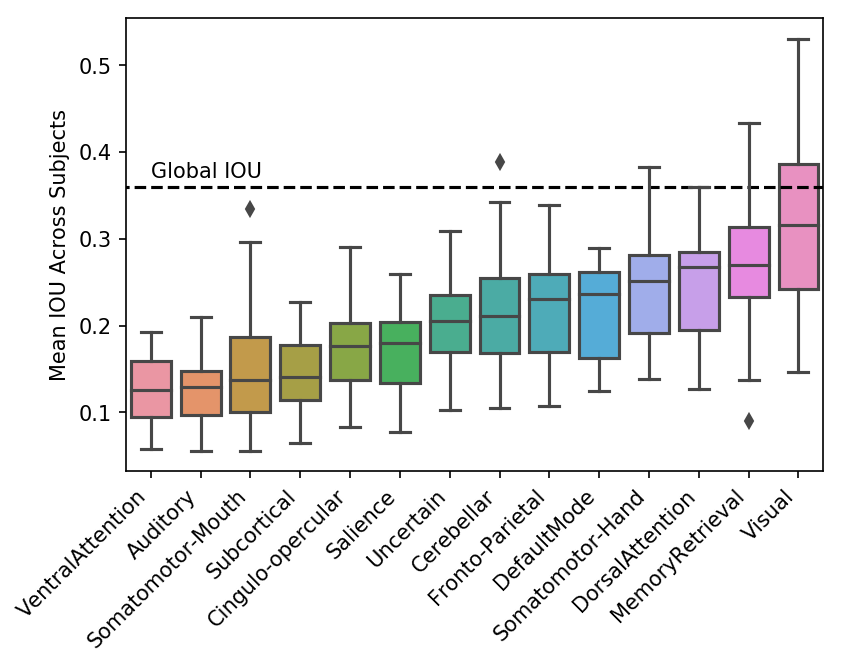 Mean IOU Across Subjects
0.5
0.4
0.3
0.2
0.1
Global IOU
VentralAttention
Auditory
Somatomotor-Mouth
Subcortical
Cingulo-opercular
Salience
Uncertain
Cerebellar
Fronto-Parietal
DefaultMode
Somatomotor-Hand
DorsalAttention
MemoryRetrieval
Visual